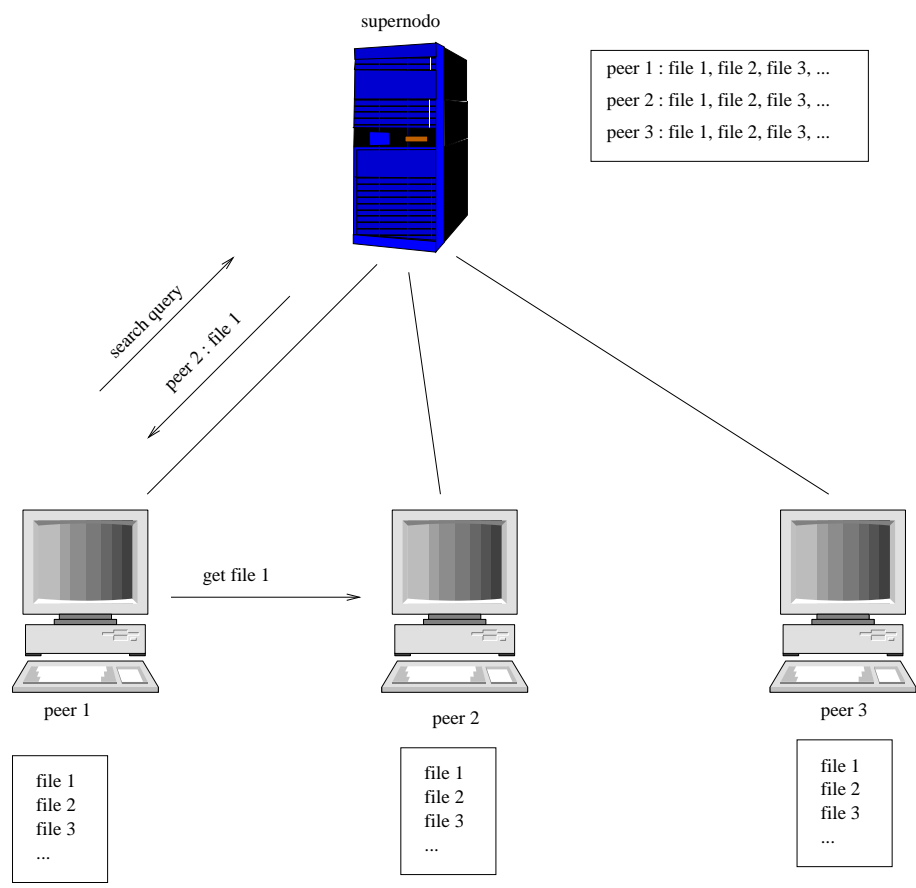 supernodo
peer 1 : file 1, file 2, file 3, ...
peer 2 : file 1, file 2, file 3, ...
peer 3 : file 1, file 2, file 3, ...
search query
peer 2 : file 1
get file 1
peer 1
peer 2
peer 3
file 1
file 2
file 3
...
file 1
file 2
file 3
...
file 1
file 2
file 3
...